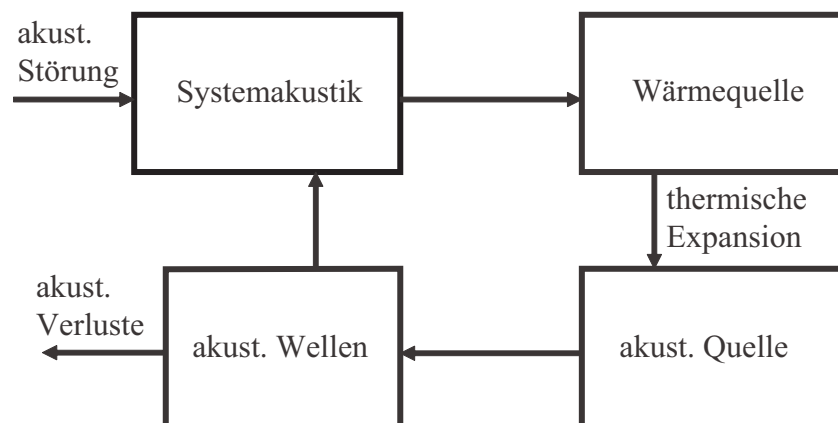 akust.
Störung
Systemakustik
Wärmequelle
thermische
Expansion
akust.
Verluste
akust. Wellen
akust. Quelle